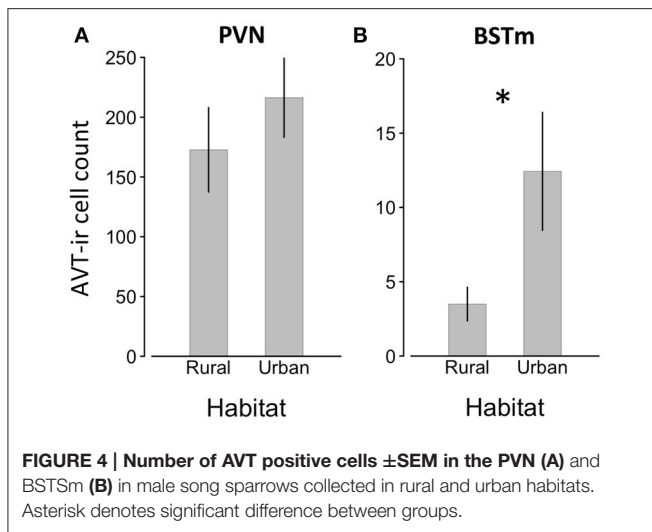 A PVN B BSTm
250
200
150
100
50
0
AVT-ir cell count
Rural Urban
Habitat
20
15
10
5
0
*
Rural Urban
Habitat
FIGURE 4 | Number of AVT positive cells ±SEM in the PVN (A) and
BSTSm (B) in male song sparrows collected in rural and urban habitats.
Asterisk denotes significant difference between groups.